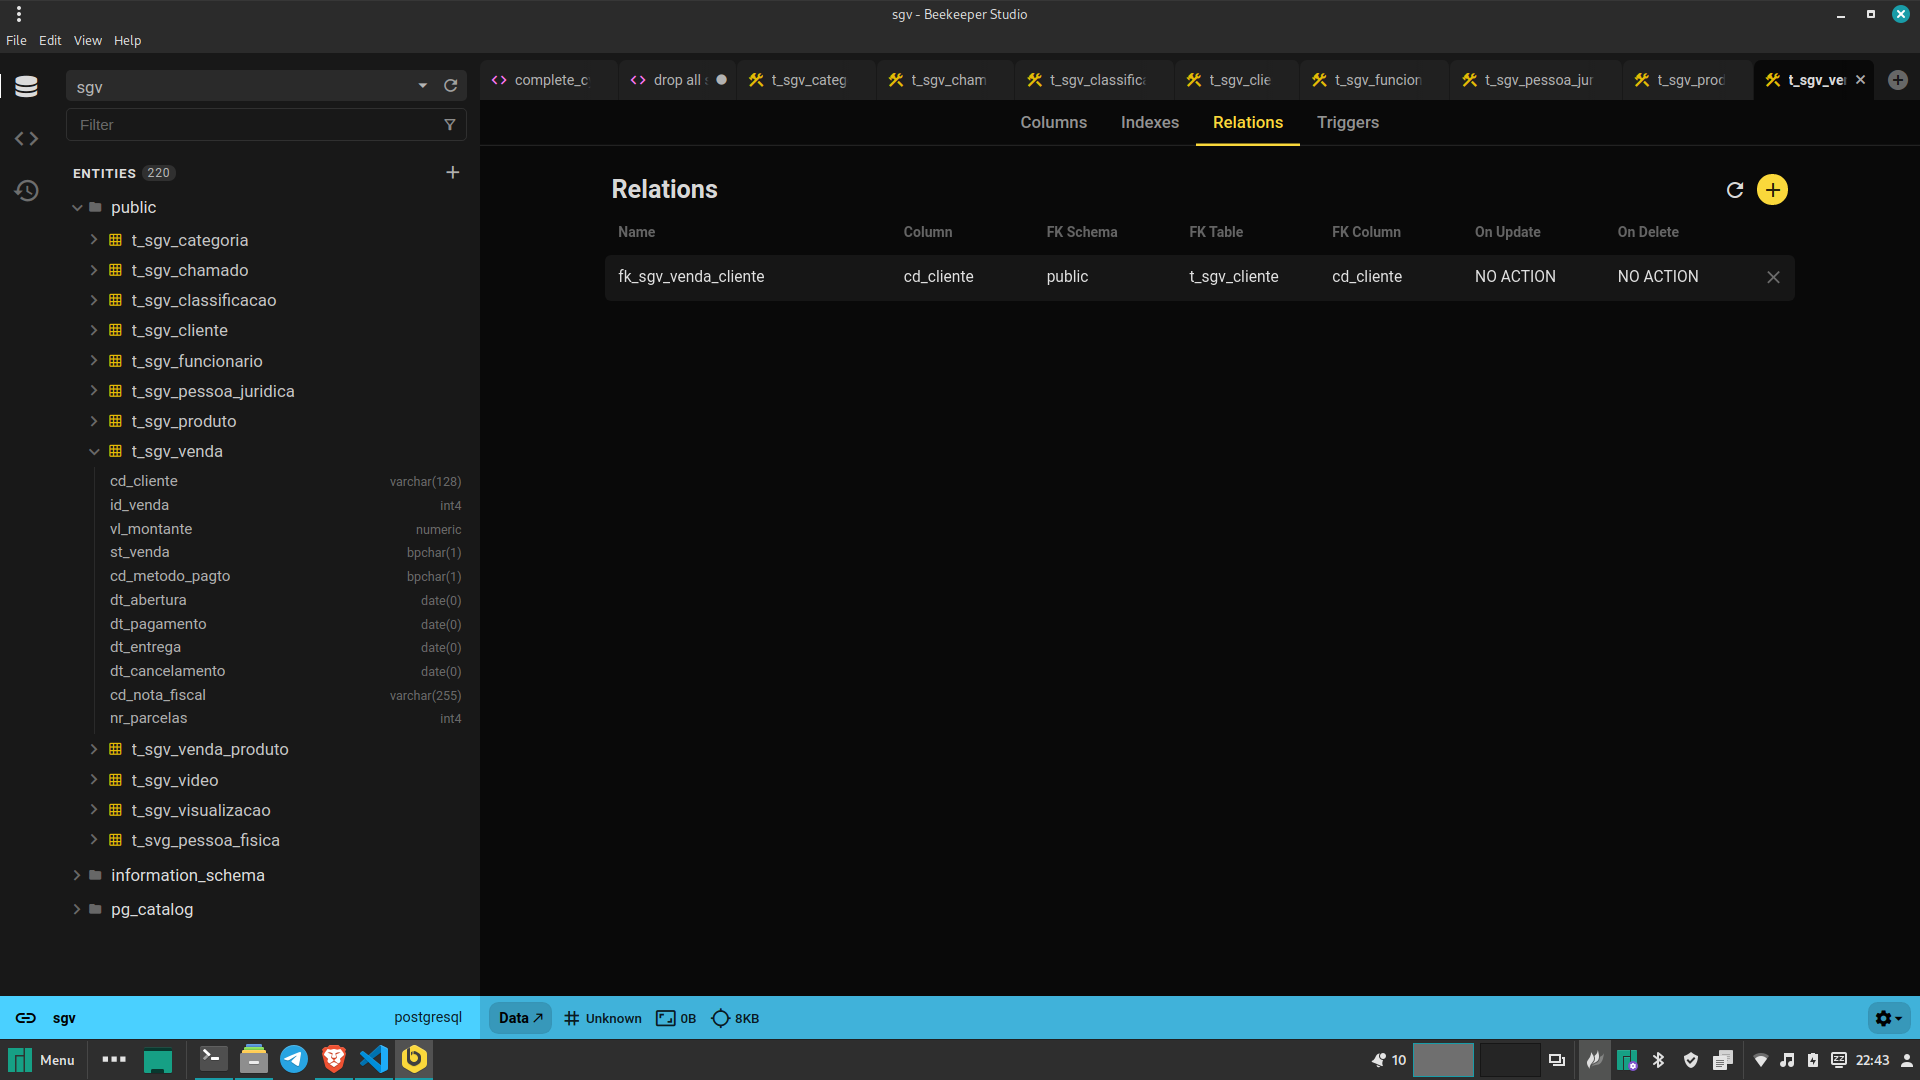 sgv - Beekeeper Studio
File Edit View Help
sgv
Filter
ENTITIES 220
public
t_sgv_categoria
t_sgv_chamado
t_sgv_classificacao
t_sgv_cliente
t_sgv_funcionario
t_sgv_pessoa_juridica
t_sgv_produto
t_sgv_venda
cd_cliente varchar(128)
id_venda int4
vl_montante numeric
st_venda bpchar(1)
cd_metodo_pagto bpchar(1)
dt_abertura date(0)
dt_pagamento date(0)
dt_entrega date(0)
dt_cancelamento date(0)
cd_nota_fiscal varchar(255)
nr_parcelas int4
t_sgv_venda_produto
t_sgv_video
t_sgv_visualizacao
t_svg_pessoa_fisica
information_schema
pg_catalog
complete_c drop all s t_sgv_categ t_sgv_cham t_sgv_classific t_sgv_clie t_sgv_funcion t_sgv_pessoa_jur t_sgv_prod t_sgv_ve
Columns Indexes Relations Triggers
Relations
Name Column FK Schema FK Table FK Column On Update On Delete
fk_sgv_venda_cliente cd_cliente public t_sgv_cliente cd_cliente NO ACTION NO ACTION
sgv postgresql Data Unknown 0B 8KB
Menu 10 22:43